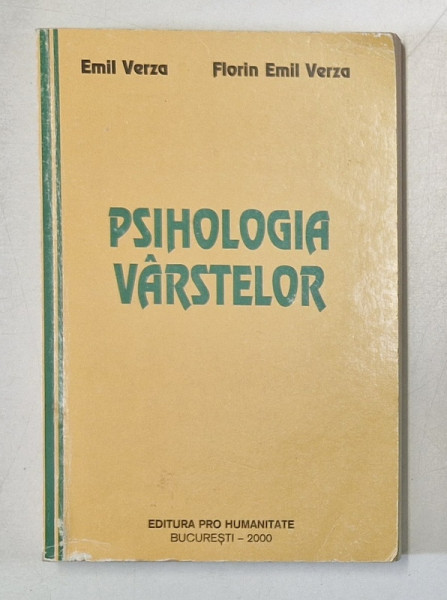 Emil Verza Florin Emil Verza
PSIHOLOGIA
VÂRSTELOR
EDITURA PRO HUMANITATE
BUCUREȘTI - 2000